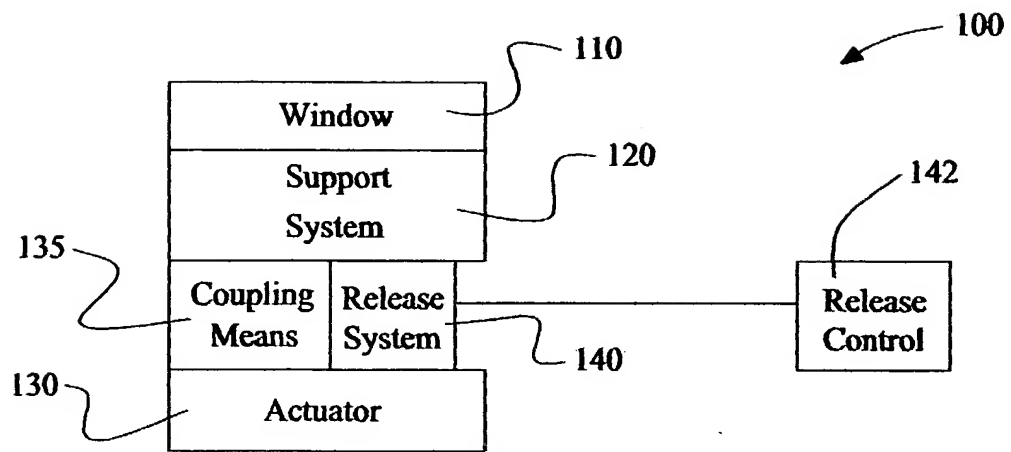 100
110
Window
120
Support
System
142
135
Coupling
Means
Release
System
Release
Control
140
130
Actuator